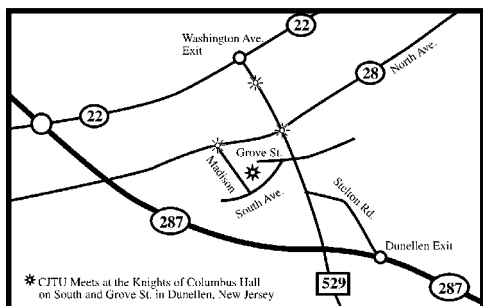 22
Washington Ave.
Exit
28
North Ave.
22
Grove St.
Madison
South Ave.
Stelton Rd.
287
Dunellen Exit
529
287
CJTU Meets at the Knights of Columbus Hall
on South and Grove St. in Dunellen, New Jersey